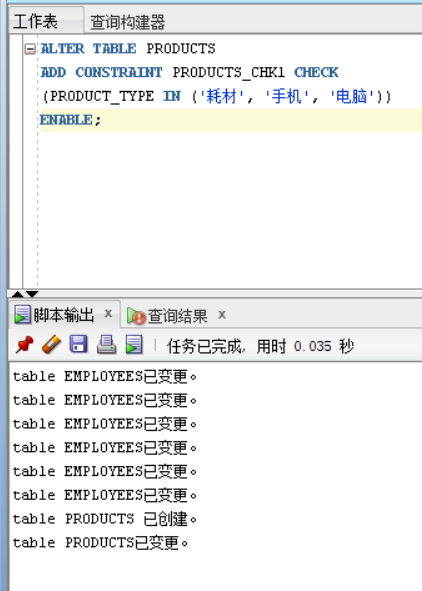 工作表 查询构建器
ALTER TABLE PRODUCTS
ADD CONSTRAINT PRODUCTS_CHK1 CHECK
(PRODUCT_TYPE IN ('耗材', '手机', '电脑'))
ENABLE;
脚本输出 x 查询结果 x
任务已完成, 用时 0.035 秒
table EMPLOYEES已变更。
table EMPLOYEES已变更。
table EMPLOYEES已变更。
table EMPLOYEES已变更。
table EMPLOYEES已变更。
table EMPLOYEES已变更。
table PRODUCTS 已创建。
table PRODUCTS已变更。